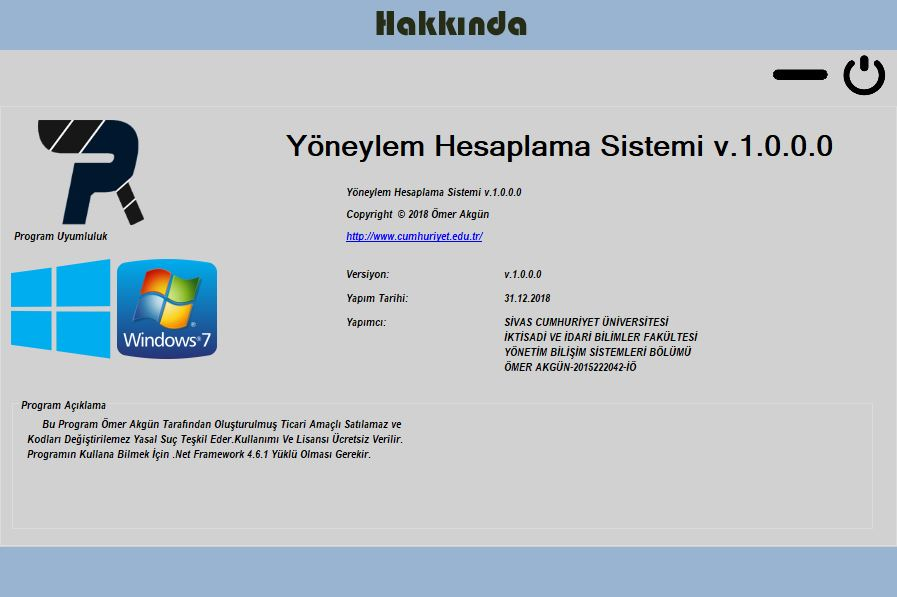 Hakkında
Yöneylem Hesaplama Sistemi v.1.0.0.0
Yöneylem Hesaplama Sistemi v.1.0.0.0
Copyright © 2018 Ömer Akgün
Program Uyumluluk
http://www.cumhuriyet.edu.tr/
Versiyon: v.1.0.0.0
Yapım Tarihi: 31.12.2018
Yapımcı: SİVAS CUMHURİYET ÜNİVERSİTESİ
İKTİSADİ VE İDARİ BİLİMLER FAKÜLTESİ
YÖNETİM BİLİŞİM SİSTEMLERİ BÖLÜMÜ
ÖMER AKGÜN-2015222042-İÖ
Windows®7
Program Açıklama
Bu Program Ömer Akgün Tarafından Oluşturulmuş Ticari Amaçlı Satılamaz ve
Kodları Değiştirilemez Yasal Suç Teşkil Eder.Kullanımı Ve Lisansı Ücretsiz Verilir.
Programın Kullana Bilmek İçin .Net Framework 4.6.1 Yüklü Olması Gerekir.